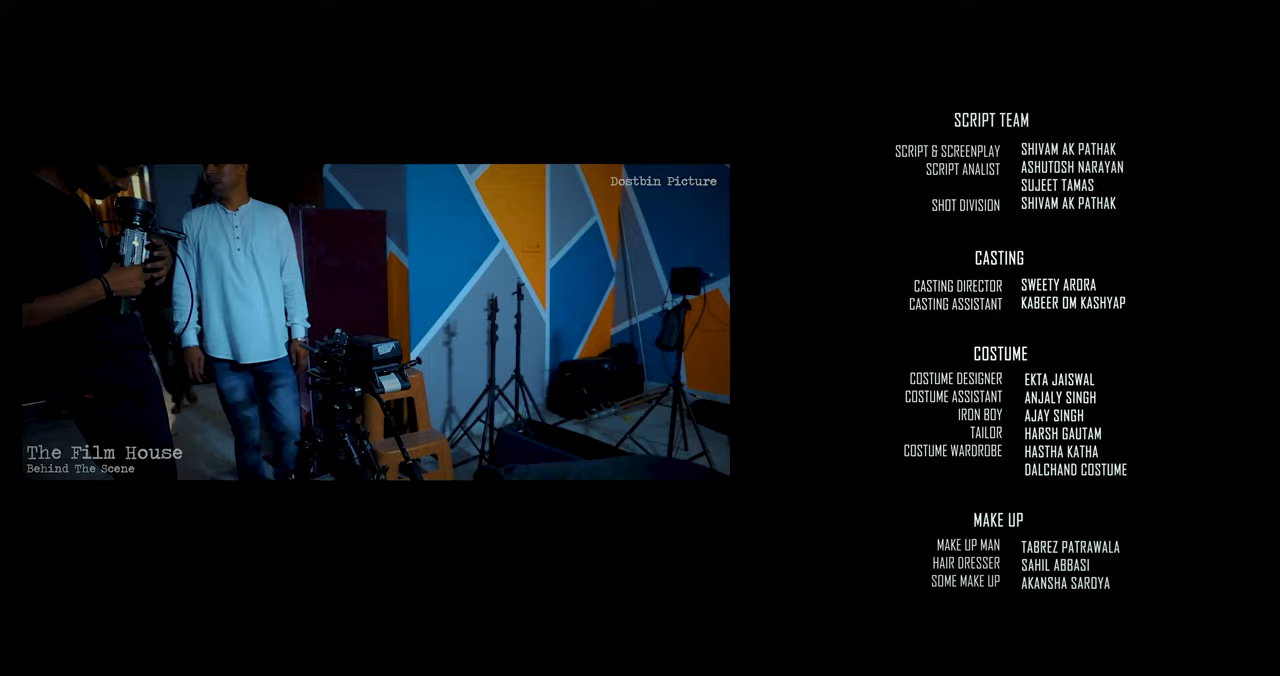 Dostbin Picture
The Film House
Behind The Scene
SCRIPT TEAM
SCRIPT & SCREENPLAY SHIVAM AK PATHAK
SCRIPT ANALIST ASHUTOSH NARAYAN
SUJEET TAMAS
SHOT DIVISION SHIVAM AK PATHAK
CASTING
CASTING DIRECTOR SWEETY ARORA
CASTING ASSISTANT KABEER OM KASHYAP
COSTUME
COSTUME DESIGNER EKTA JAISWAL
COSTUME ASSISTANT ANJALY SINGH
IRON BOY AJAY SINGH
TAILOR HARSH GAUTAM
COSTUME WARDROBE HASTHA KATHA
DALCHAND COSTUME
MAKE UP
MAKE UP MAN TABREZ PATRAWALA
HAIR DRESSER SAHIL ABBASI
SOME MAKE UP AKANSHA SAROYA